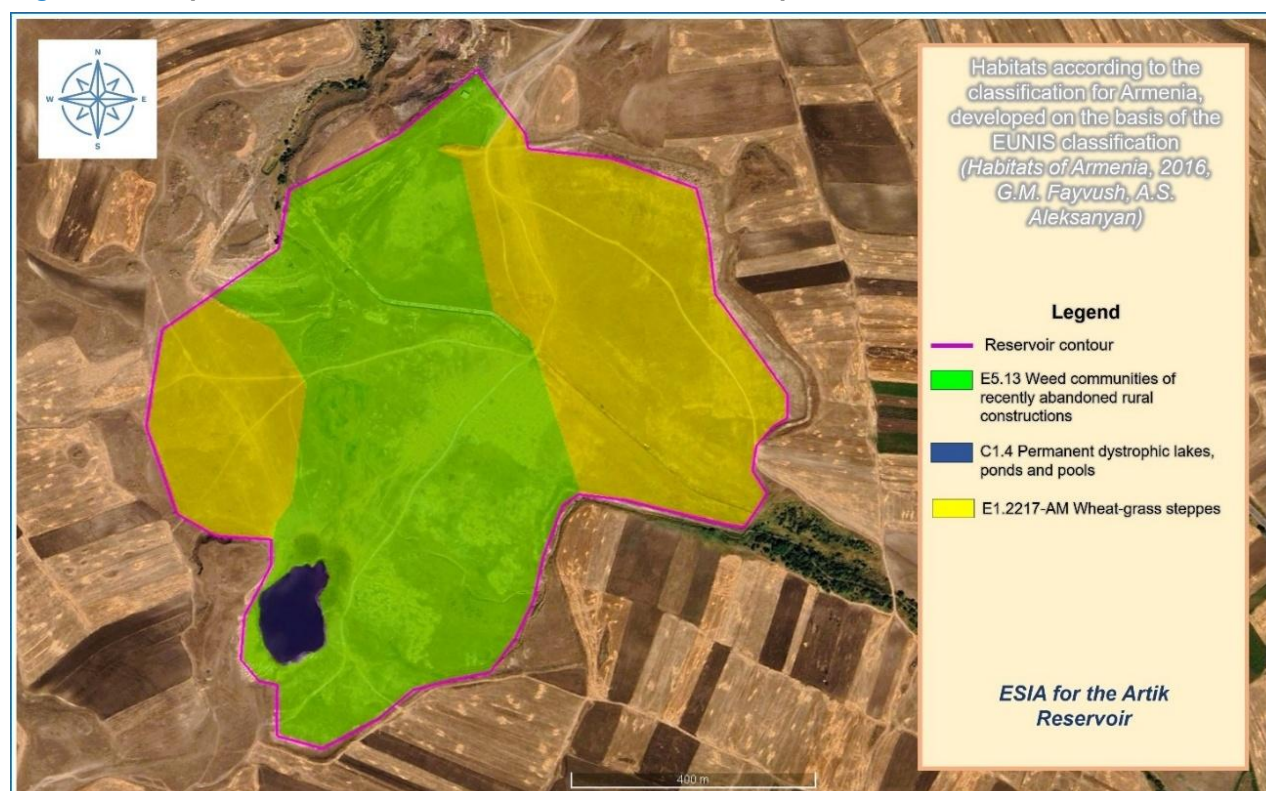 N
W
E
S
Habitats according to the
classification for Armenia,
developed on the basis of the
EUNIS classification
(Habitats of Armenia, 2016,
G.M. Fayvush, A.S.
Aleksanyan)
Legend
Reservoir contour
E5.13 Weed communities of
recently abandoned rural
constructions
C1.4 Permanent dystrophic lakes,
ponds and pools
E1.2217-AM Wheat-grass steppes
ESIA for the Artik
Reservoir
400 m